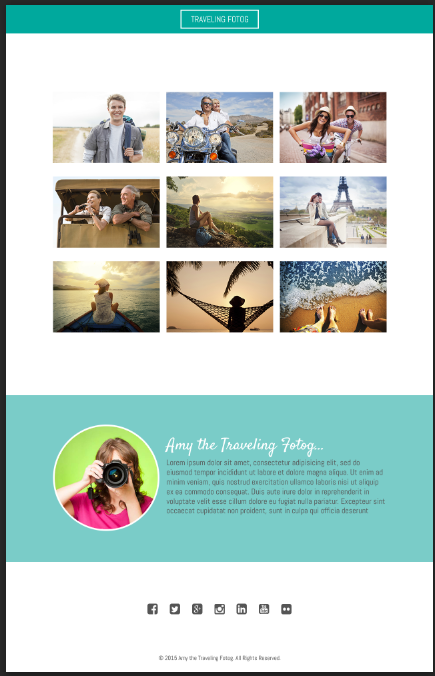 TRAVELING FOTOG
Amy the Traveling Fotog...
Lorem ipsum dolor sit amet, consectetur adipisicing elit, sed do
eiusmod tempor incididunt ut labore et dolore magna aliqua. Ut enim ad
minim veniam, quis nostrud exercitation ullamco laboris nisi ut aliquip
ex ea commodo consequat. Duis aute irure dolor in reprehenderit in
voluptate velit esse cillum dolore eu fugiat nulla pariatur. Excepteur sint
occaecat cupidatat non proident, sunt in culpa qui officia deserunt
© 2015 Amy the Traveling Fotog. All Rights Reserved.